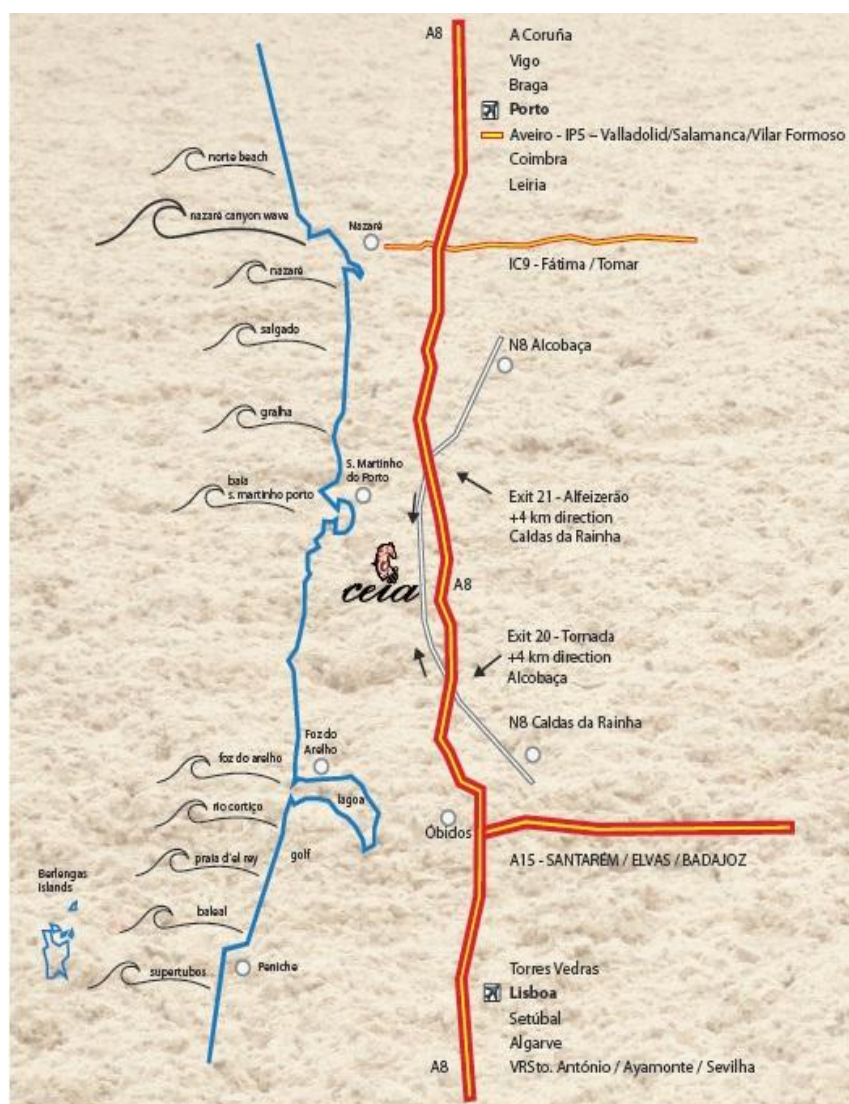 A8
A Coruña
Vigo
Braga
Porto
Aveiro - IP5 – Valladolid/Salamanca/Vilar Formoso
Coimbra
Leiria
norte beach
nazaré canyon wave
Nazaré
nazaré
IC9 - Fátima / Tomar
salgado
N8 Alcobaça
gralha
S. Martinho
do Porto
baia
s. martinho porto
Exit 21 - Alfeizerão
+4 km direction
Caldas da Rainha
ceia
A8
Exit 20 - Tornada
+4 km direction
Alcobaça
N8 Caldas da Rainha
Foz do
Arelho
foz do arelho
lagoa
rio cortiço
Óbidos
golf
praia d'el rey
A15 - SANTARÉM / ELVAS / BADAJOZ
Berlengas
Islands
baleal
Peniche
supertubos
Torres Vedras
Lisboa
Setúbal
Algarve
A8
VRSto. António / Ayamonte / Sevilha